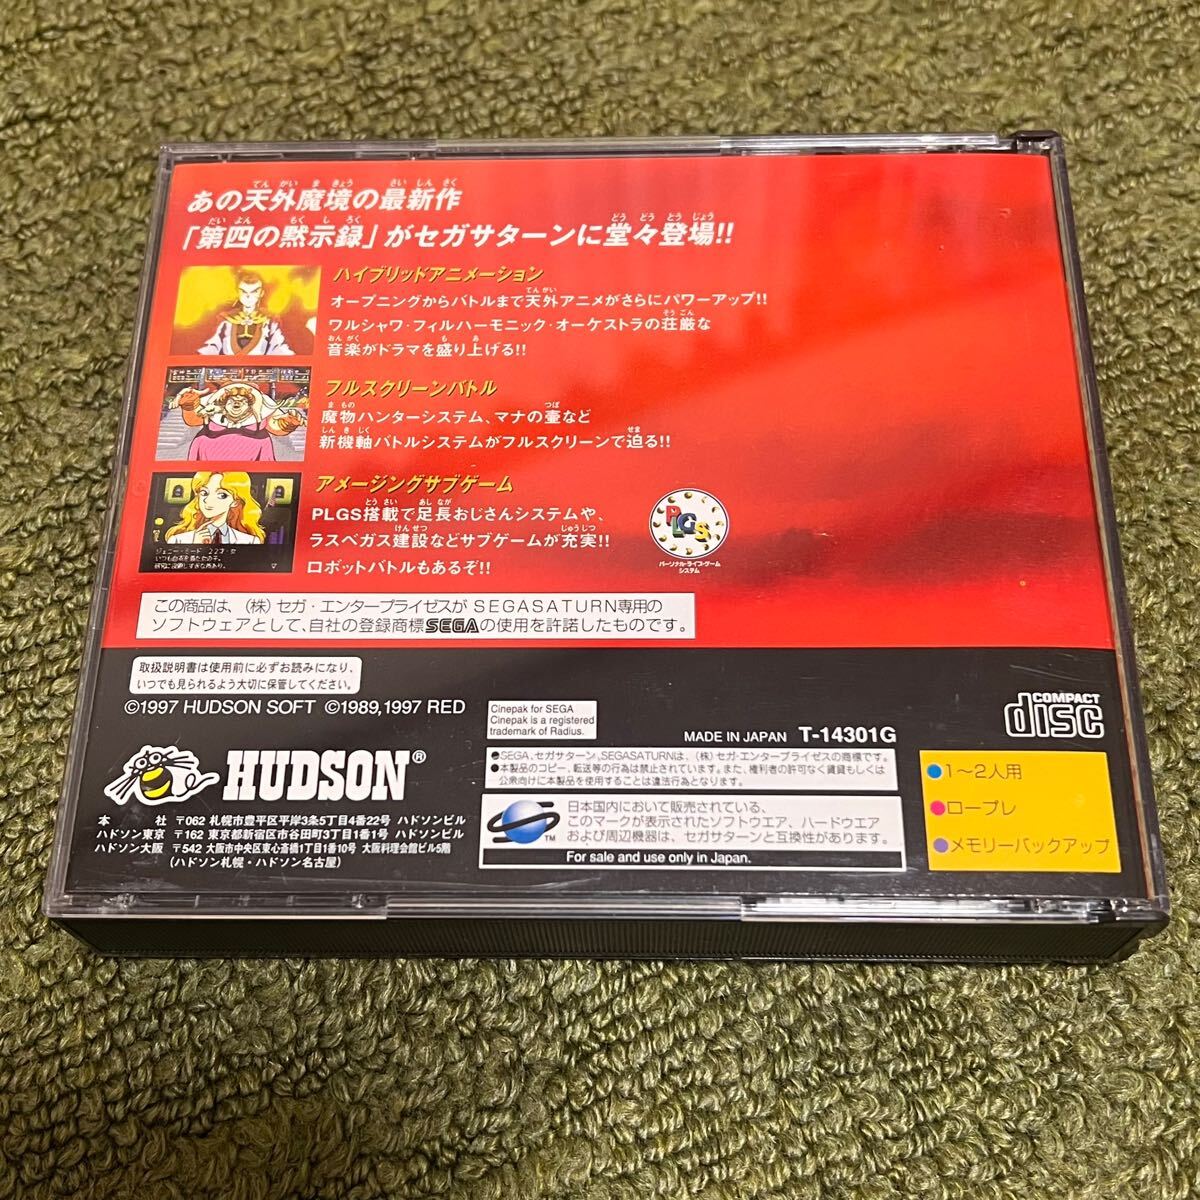 あの天外魔境の最新作
「第四の黙示録」がセガサターンに堂々登場!!
ハイブリッドアニメーション
オープニングからバトルまで天外アニメがさらにパワーアップ!!
ワルシャワ・フィルハーモニック・オーケストラの荘厳な
音楽がドラマを盛り上げる!!
フルスクリーンバトル
魔物ハンターシステム、マナの壷など
新機軸バトルシステムがフルスクリーンで迫る!!
アメージングサブゲーム
PLGS搭載で足長おじさんシステムや、
ラスベガス建設などサブゲームが充実!!
ロボットバトルもあるぞ!!
PLGS
パーソナル・ライブ・ゲーム
システム
この商品は、(株)セガ・エンタープライゼスがSEGASATURN専用の
ソフトウェアとして、自社の登録商標SEGAの使用を許諾したものです。
取扱説明書は使用前に必ずお読みになり、
いつでも見られるよう大切に保管してください。
©1997 HUDSON SOFT ©1989,1997 RED
Cinepak for SEGA
Cinepak is a registered
trademark of Radius.
MADE IN JAPAN T-14301G
COMPACT
disc
HUDSON®
●SEGA、セガサターン、SEGASATURNは、(株)セガ・エンタープライゼスの商標です。
●本製品のコピー、転送等の行為は禁止されています。また、権利者の許可なく賃貸もしくは
公衆向けに本製品を使用することは違法行為となります。
本 社 〒062 札幌市豊平区平岸3条5丁目4番22号 ハドソンビル
ハドソン東京 〒162 東京都新宿区市谷田町3丁目1番1号 ハドソンビル
ハドソン大阪 〒542 大阪市中央区東心斎橋1丁目1番10号 大阪料理会館ビル5階
(ハドソン札幌・ハドソン名古屋)
TM
日本国内において販売されている、
このマークが表示されたソフトウエア、ハードウエア
および周辺機器は、セガサターンと互換性があります。
For sale and use only in Japan.
●1〜2人用
●ロープレ
●メモリーバックアップ